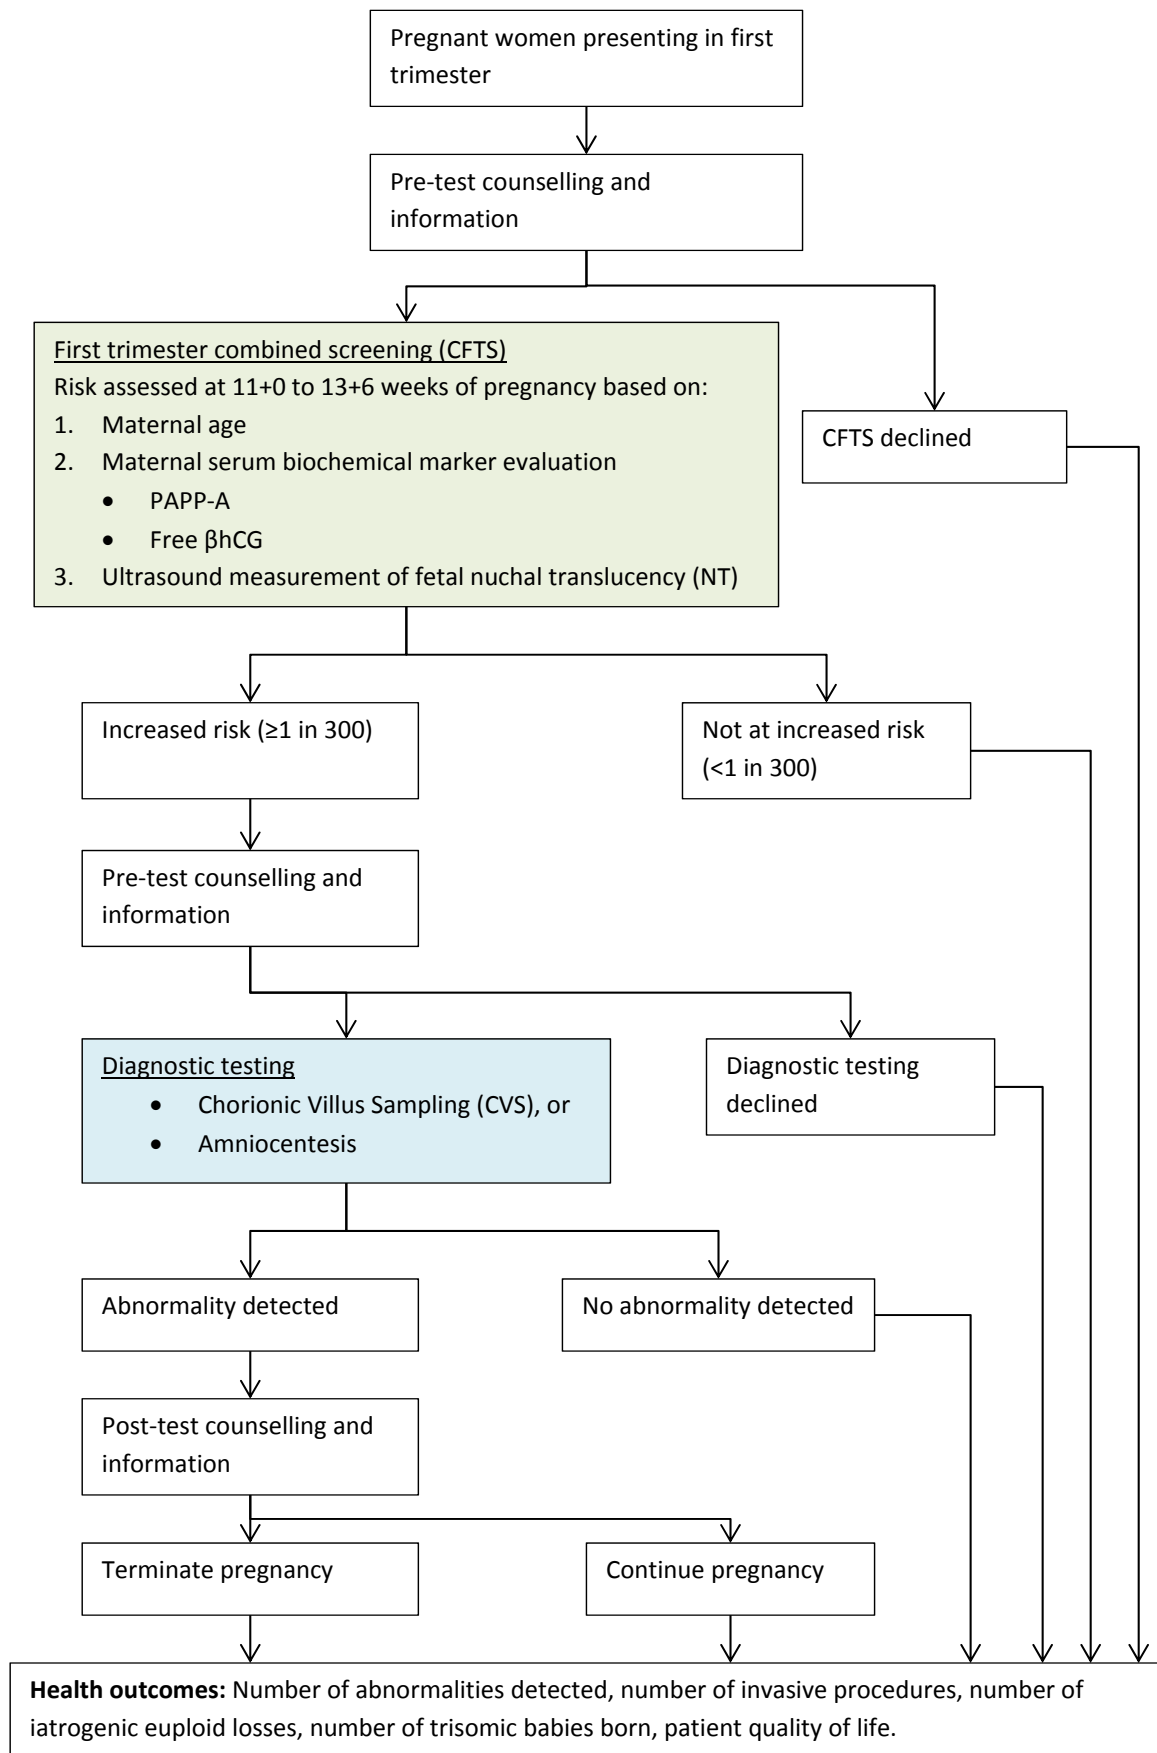 Pregnant women presenting in first
trimester
Pre-test counselling and
information
First trimester combined screening (CFTS)
Risk assessed at 11+0 to 13+6 weeks of pregnancy based on:
1. Maternal age
2. Maternal serum biochemical marker evaluation
• PAPP-A
• Free βhCG
3. Ultrasound measurement of fetal nuchal translucency (NT)
CFTS declined
Increased risk (≥1 in 300)
Not at increased risk
(<1 in 300)
Pre-test counselling and
information
Diagnostic testing
• Chorionic Villus Sampling (CVS), or
• Amniocentesis
Diagnostic testing
declined
Abnormality detected
No abnormality detected
Post-test counselling and
information
Terminate pregnancy
Continue pregnancy
Health outcomes: Number of abnormalities detected, number of invasive procedures, number of
iatrogenic euploid losses, number of trisomic babies born, patient quality of life.